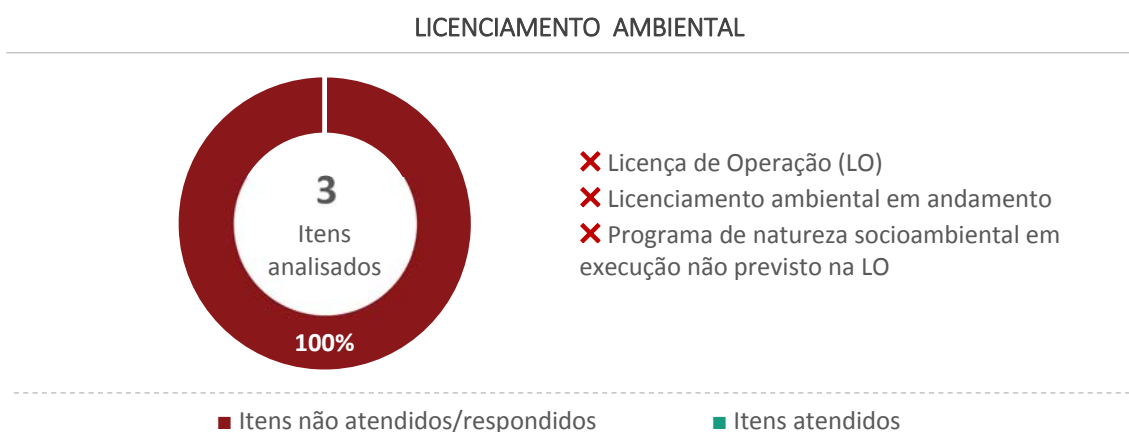 LICENCIAMENTO AMBIENTAL
3
Itens
analisados
100%
❌ Licença de Operação (LO)
❌ Licenciamento ambiental em andamento
❌ Programa de natureza socioambiental em
execução não previsto na LO
Itens não atendidos/respondidos
Itens atendidos